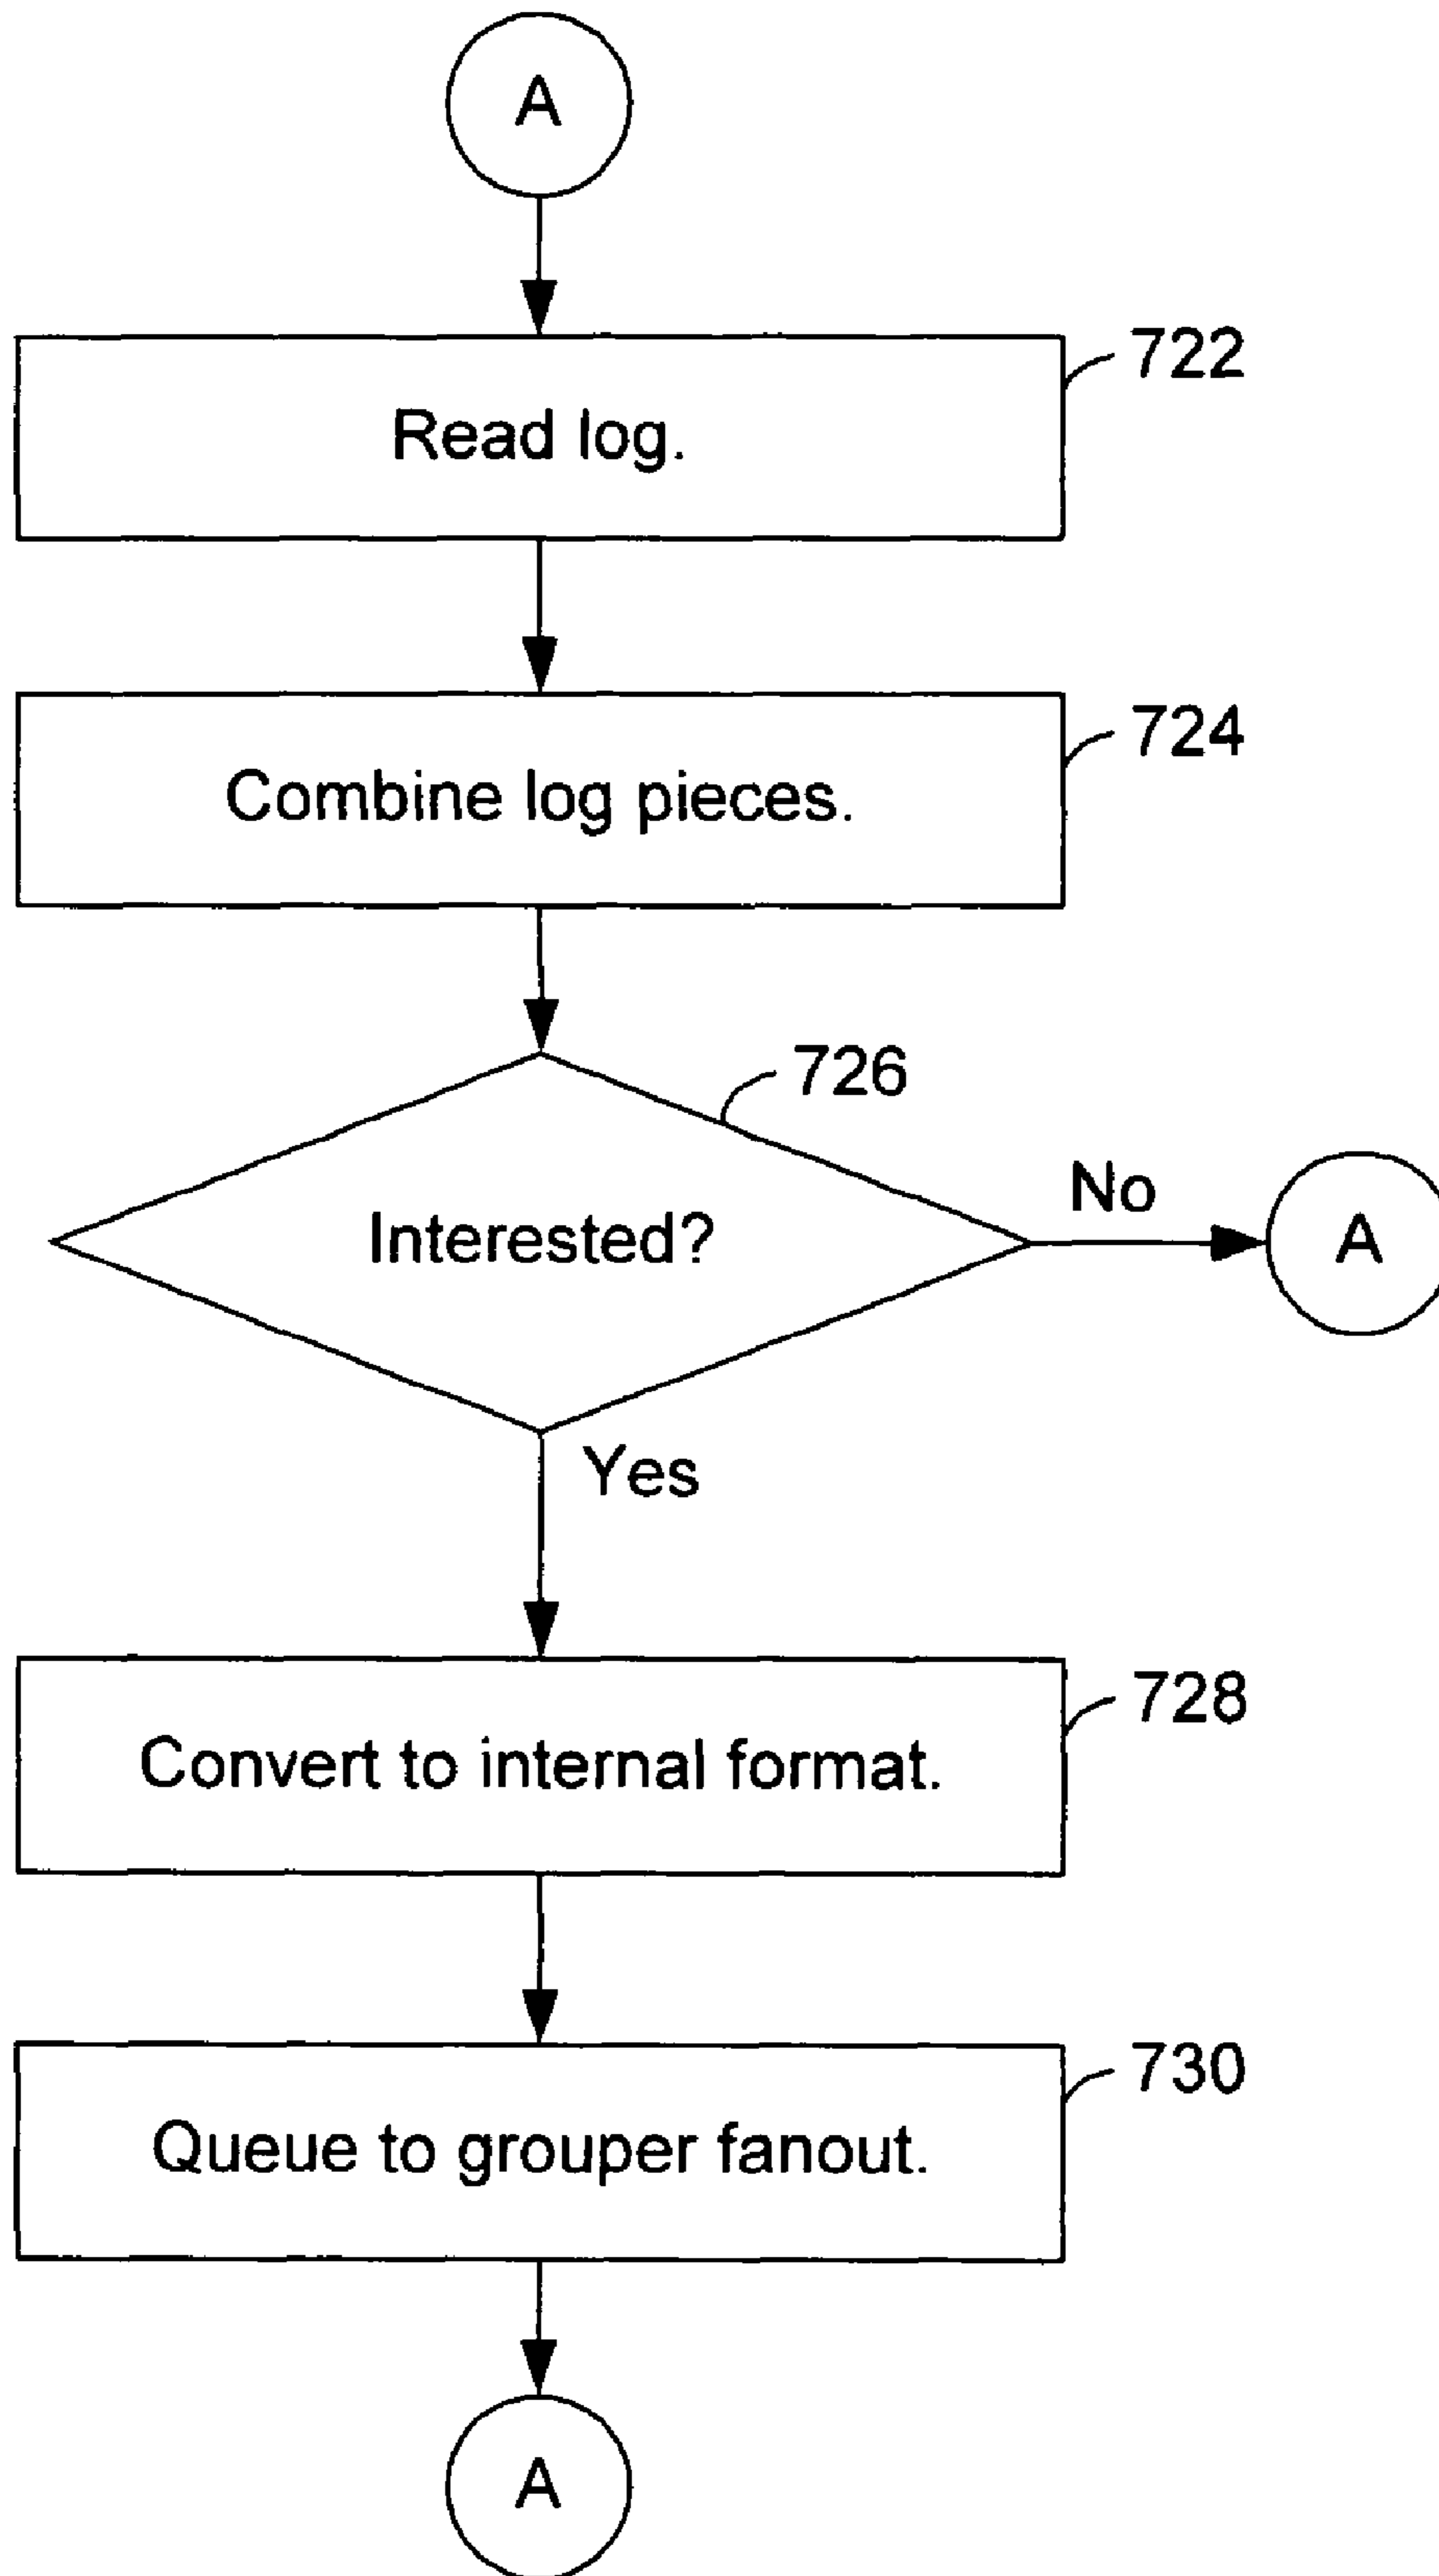 A
722
Read log.
724
Combine log pieces.
726
Interested?
No
A
Yes
728
Convert to internal format.
730
Queue to grouper fanout.
A